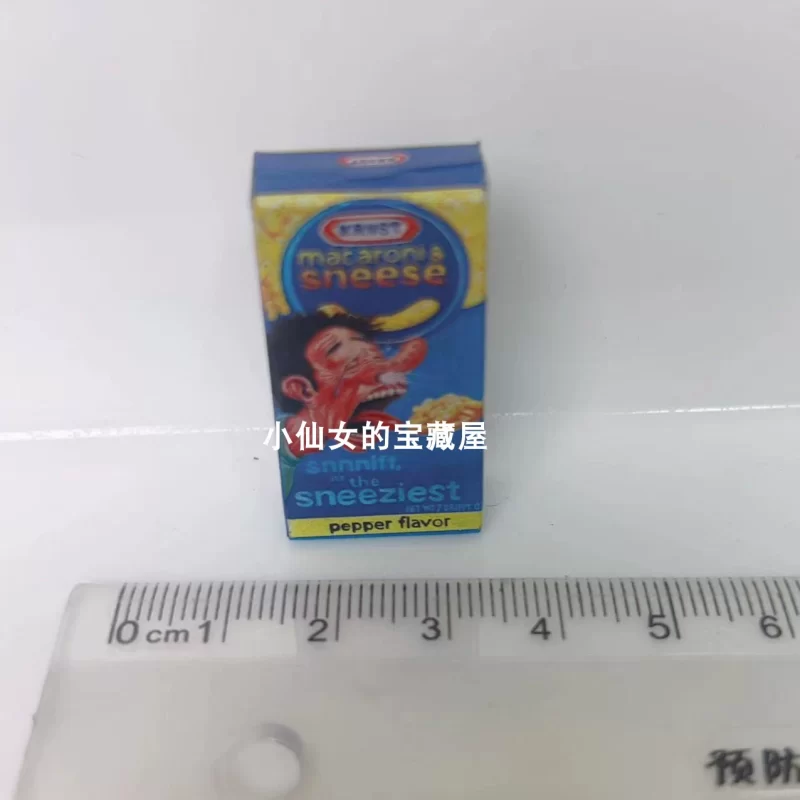 KRUST
macaroni &
sneese
小仙女的宝藏屋
snnniff,
the
sneeziest
pepper flavor
0 cm 1 2 3 4 5 6
预防